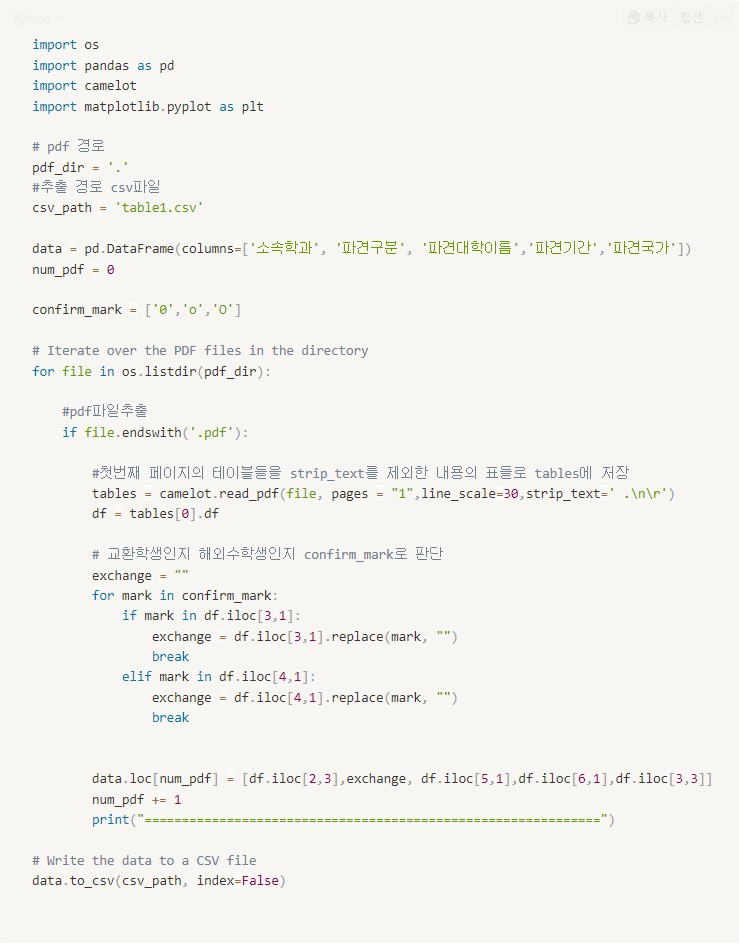 Python
복사 캡션 ...
import os
import pandas as pd
import camelot
import matplotlib.pyplot as plt
# pdf 경로
pdf_dir = '.'
#추출 경로 csv파일
csv_path = 'table1.csv'
data = pd.DataFrame(columns=['소속학과', '파견구분', '파견대학이름','파견기간','파견국가'])
num_pdf = 0
confirm_mark = ['0','o','O']
# Iterate over the PDF files in the directory
for file in os.listdir(pdf_dir):
#pdf파일추출
if file.endswith('.pdf'):
#첫번째 페이지의 테이블들을 strip_text를 제외한 내용의 표들로 tables에 저장
tables = camelot.read_pdf(file, pages = "1",line_scale=30,strip_text=' .\n\r')
df = tables[0].df
# 교환학생인지 해외수학생인지 confirm_mark로 판단
exchange = ""
for mark in confirm_mark:
if mark in df.iloc[3,1]:
exchange = df.iloc[3,1].replace(mark, "")
break
elif mark in df.iloc[4,1]:
exchange = df.iloc[4,1].replace(mark, "")
break
data.loc[num_pdf] = [df.iloc[2,3],exchange, df.iloc[5,1],df.iloc[6,1],df.iloc[3,3]]
num_pdf += 1
print("=============================================================")
# Write the data to a CSV file
data.to_csv(csv_path, index=False)